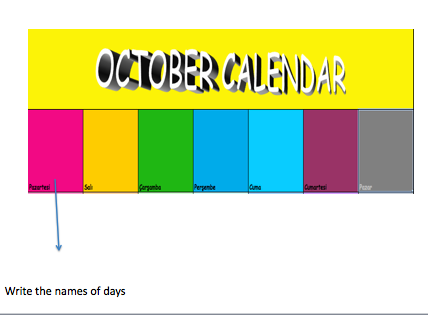 OCTOBER CALENDAR
Pazartesi Salı Çarşamba Perşembe Cuma Cumartesi Pazar
Write the names of days